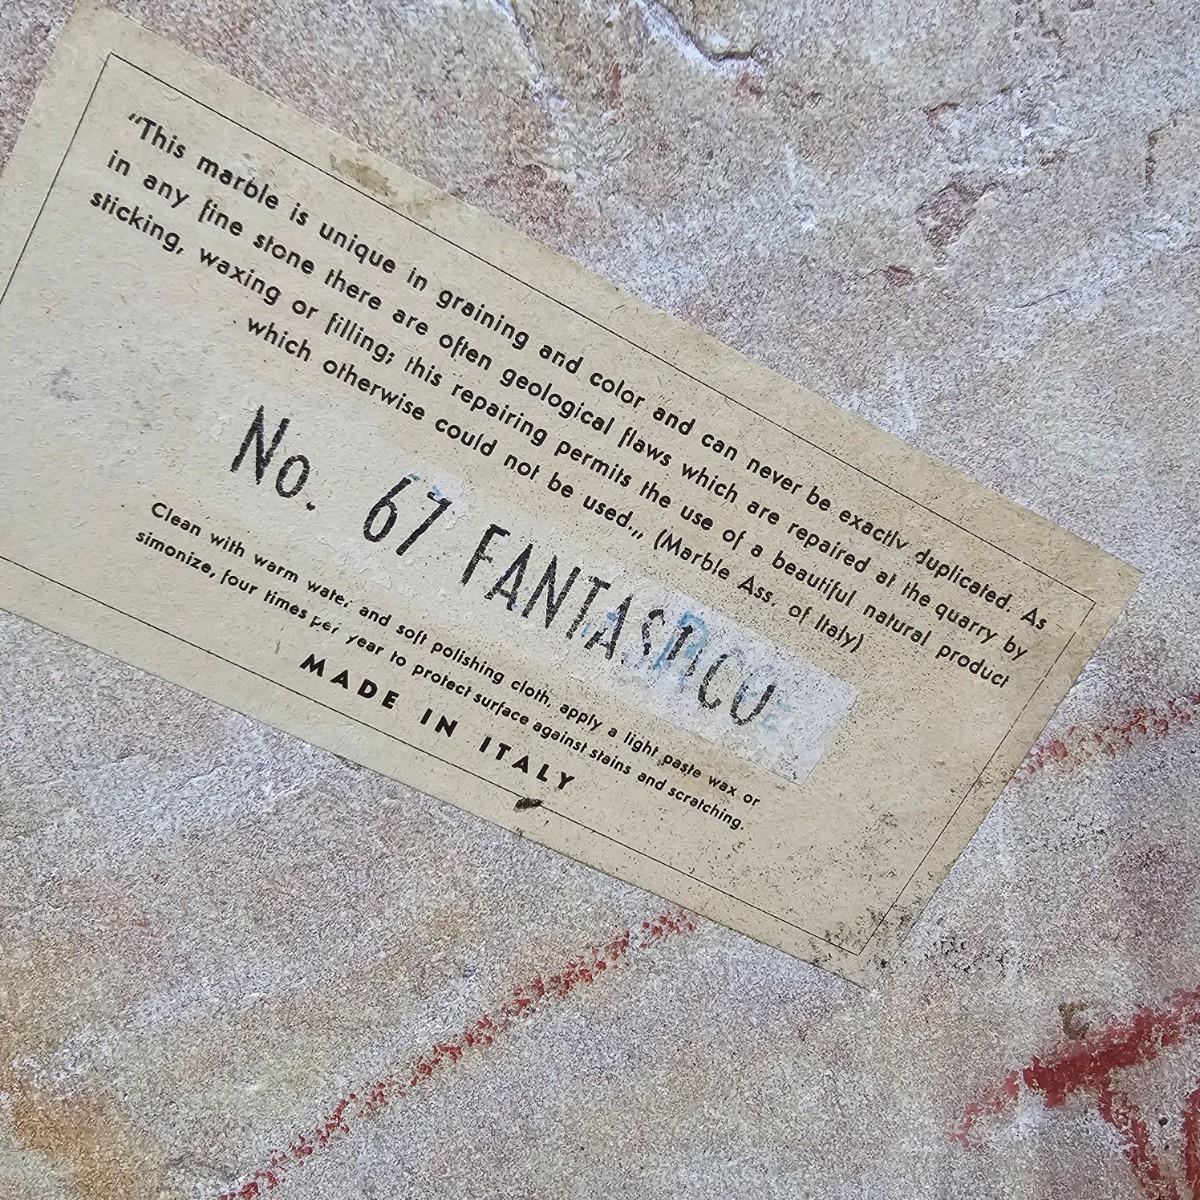 "This marble is unique in graining and color and can never be exactly duplicated. As
in any fine stone there are often geological flaws which are repaired at the quarry by
sticking, waxing or filling; this repairing permits the use of a beautiful natural product
which otherwise could not be used.,, (Marble Ass. of Italy)
No. 67 FANTASTICO
Clean with warm water and soft polishing cloth, apply a light paste wax or
simonize, four times per year to protect surface against stains and scratching.
MADE IN ITALY